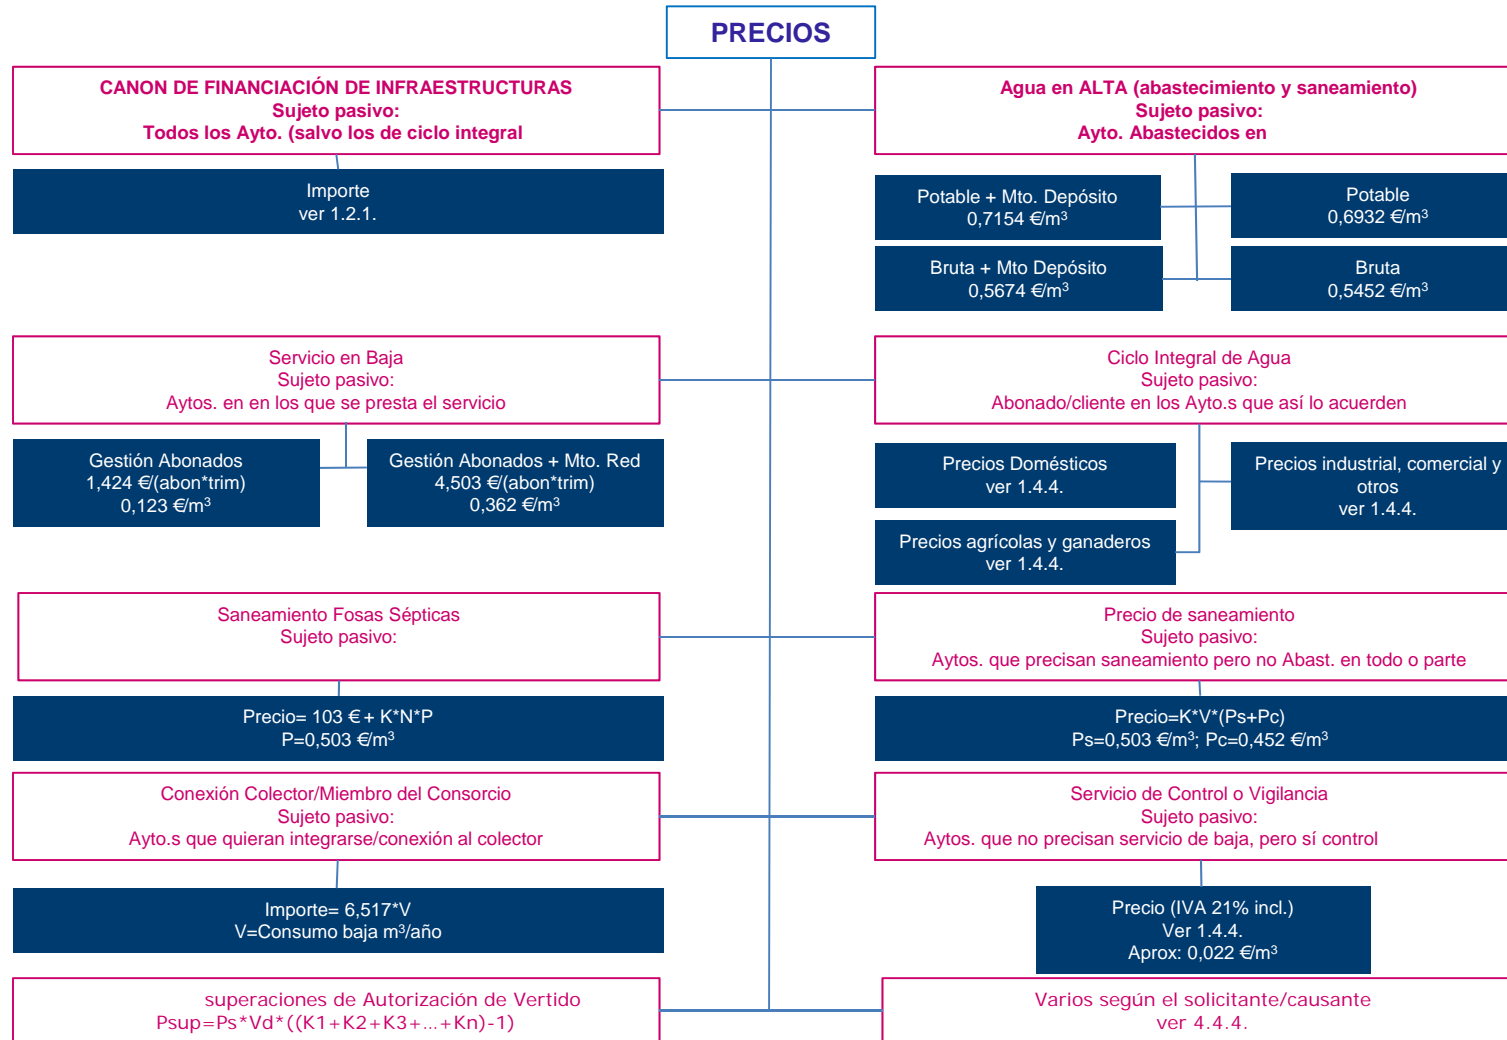 PRECIOS
CANON DE FINANCIACIÓN DE INFRAESTRUCTURAS
Sujeto pasivo:
Todos los Ayto. (salvo los de ciclo integral
Importe
ver 1.2.1.
Agua en ALTA (abastecimiento y saneamiento)
Sujeto pasivo:
Ayto. Abastecidos en
Potable + Mto. Depósito
0,7154 €/m³
Potable
0,6932 €/m³
Bruta + Mto Depósito
0,5674 €/m³
Bruta
0,5452 €/m³
Servicio en Baja
Sujeto pasivo:
Aytos. en en los que se presta el servicio
Gestión Abonados
1,424 €/(abon*trim)
0,123 €/m³
Gestión Abonados + Mto. Red
4,503 €/(abon*trim)
0,362 €/m³
Ciclo Integral de Agua
Sujeto pasivo:
Abonado/cliente en los Ayto.s que así lo acuerden
Precios Domésticos
ver 1.4.4.
Precios industrial, comercial y
otros
ver 1.4.4.
Precios agrícolas y ganaderos
ver 1.4.4.
Saneamiento Fosas Sépticas
Sujeto pasivo:
Precio= 103 € + K*N*P
P=0,503 €/m³
Precio de saneamiento
Sujeto pasivo:
Aytos. que precisan saneamiento pero no Abast. en todo o parte
Precio=K*V*(Ps+Pc)
Ps=0,503 €/m³; Pc=0,452 €/m³
Conexión Colector/Miembro del Consorcio
Sujeto pasivo:
Ayto.s que quieran integrarse/conexión al colector
Importe= 6,517*V
V=Consumo baja m³/año
Servicio de Control o Vigilancia
Sujeto pasivo:
Aytos. que no precisan servicio de baja, pero sí control
Precio (IVA 21% incl.)
Ver 1.4.4.
Aprox: 0,022 €/m³
superaciones de Autorización de Vertido
Psup=Ps*Vd*((K1+K2+K3+...+Kn)-1)
Varios según el solicitante/causante
ver 4.4.4.